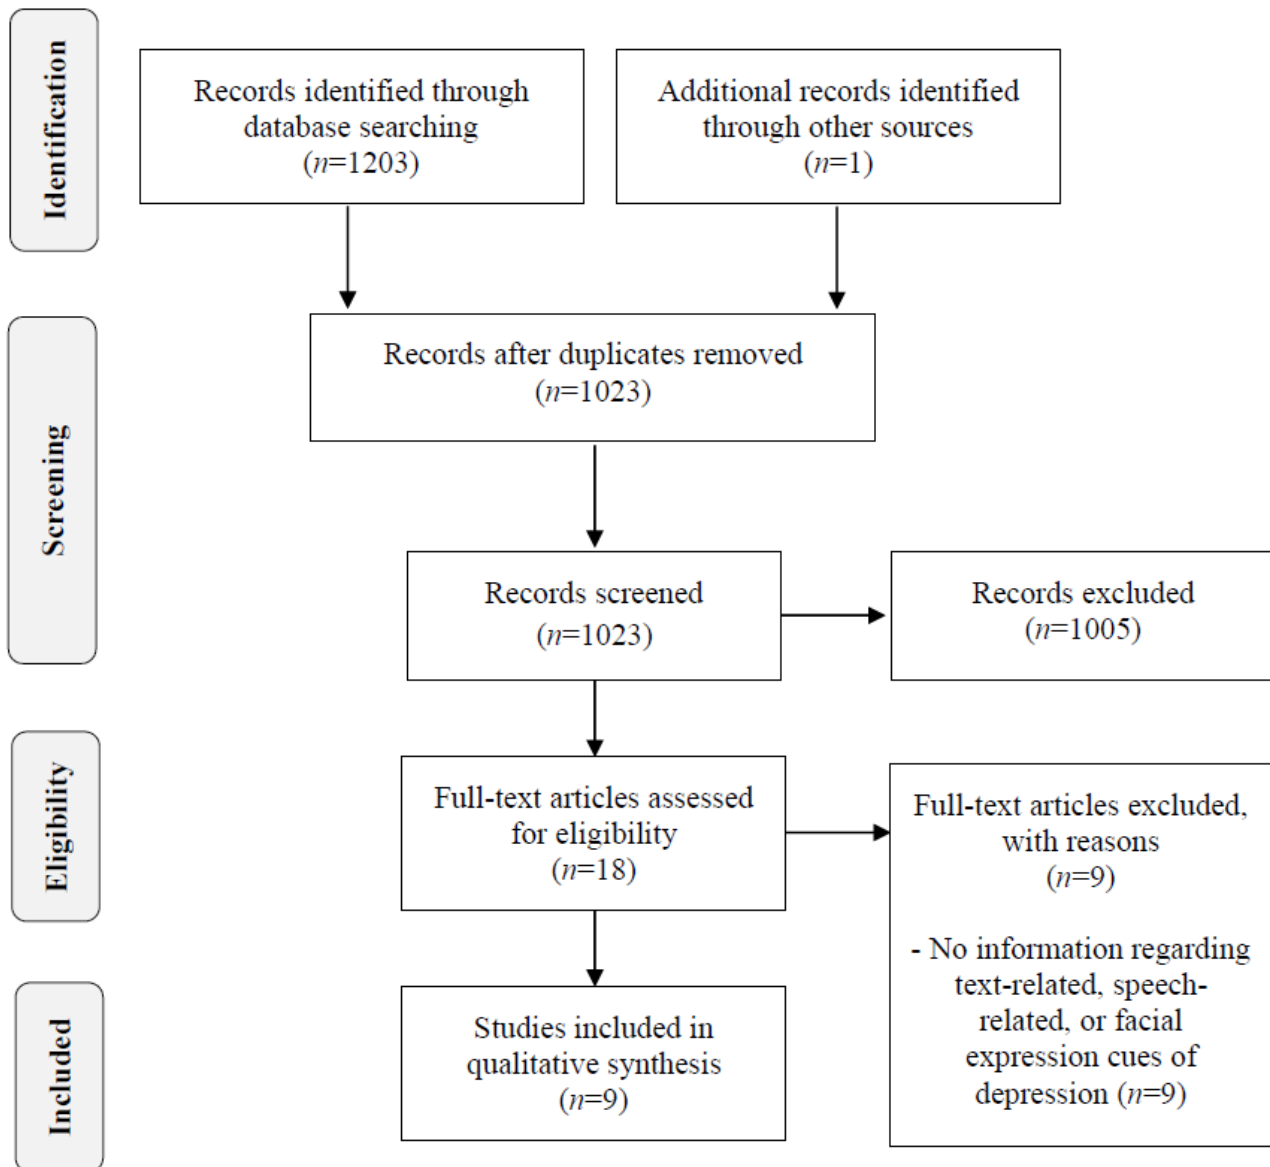 Identification
Records identified through
database searching
(n=1203)
Additional records identified
through other sources
(n=1)
Screening
Records after duplicates removed
(n=1023)
Records screened
(n=1023)
Records excluded
(n=1005)
Eligibility
Full-text articles assessed
for eligibility
(n=18)
Full-text articles excluded,
with reasons
(n=9)
- No information regarding
text-related, speech-
related, or facial
expression cues of
depression (n=9)
Included
Studies included in
qualitative synthesis
(n=9)